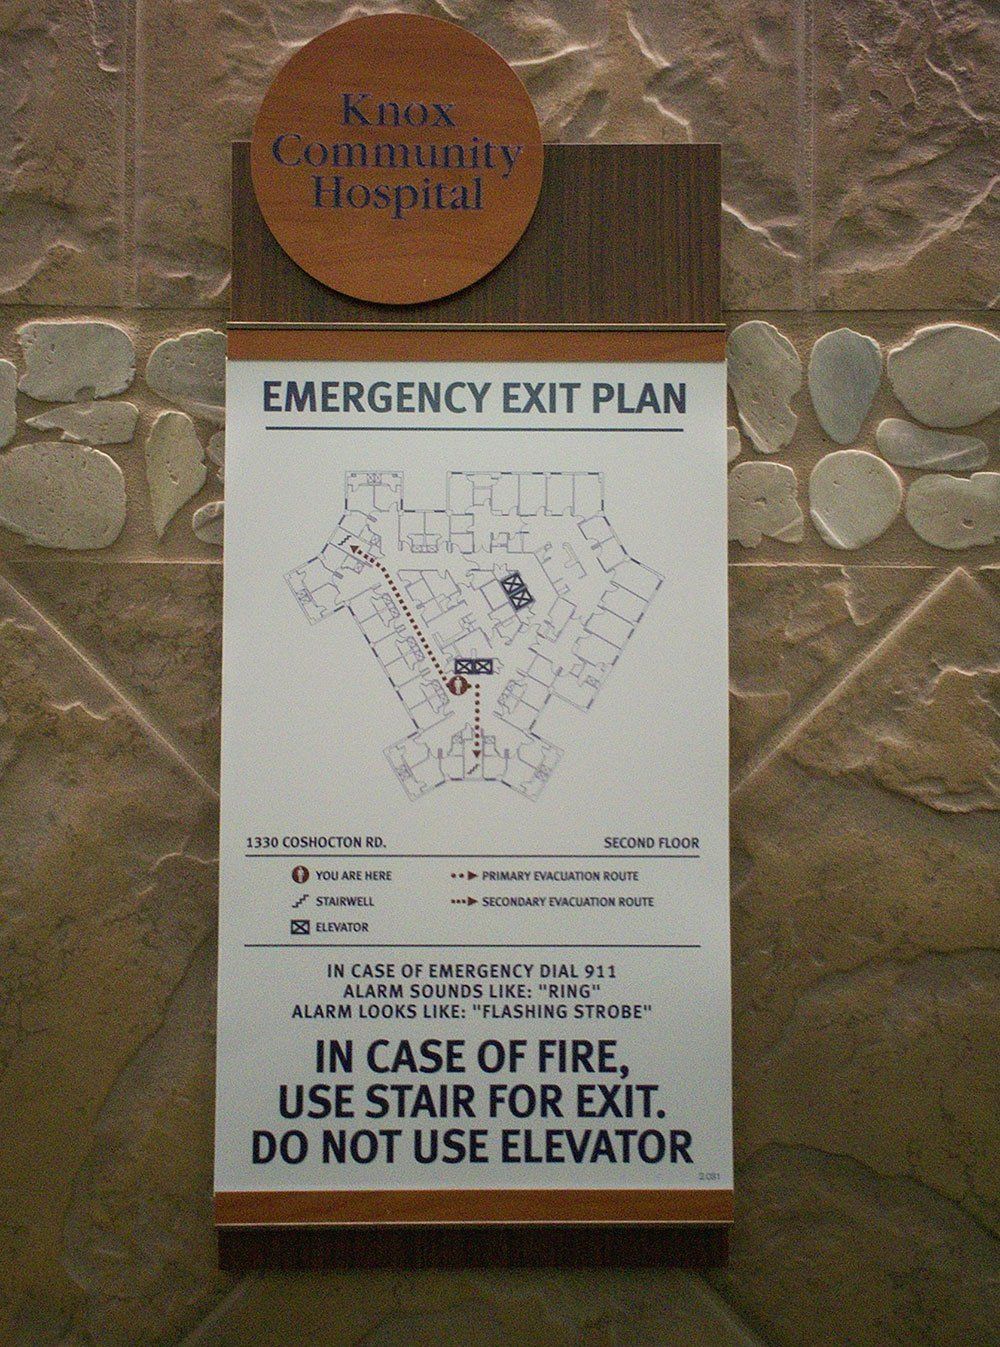 Knox
Community
Hospital
EMERGENCY EXIT PLAN
1330 COSHOCTON RD.
SECOND FLOOR
YOU ARE HERE
PRIMARY EVACUATION ROUTE
STAIRWELL
SECONDARY EVACUATION ROUTE
ELEVATOR
IN CASE OF EMERGENCY DIAL 911
ALARM SOUNDS LIKE: "RING"
ALARM LOOKS LIKE: "FLASHING STROBE"
IN CASE OF FIRE,
USE STAIR FOR EXIT.
DO NOT USE ELEVATOR